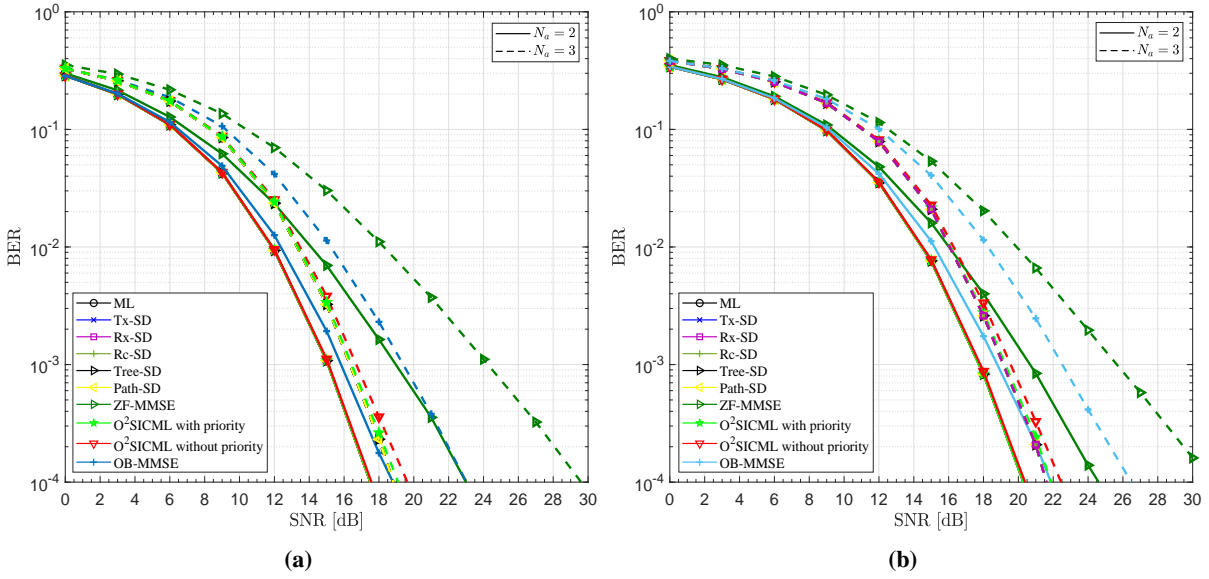 N_a = 2
N_a = 3
10^0
10^-1
10^-2
10^-3
10^-4
BER
ML
Tx-SD
Rx-SD
Rc-SD
Tree-SD
Path-SD
ZF-MMSE
O^2SICML with priority
O^2SICML without priority
OB-MMSE
0 2 4 6 8 10 12 14 16 18 20 22 24 26 28 30
SNR [dB]
(a)
N_a = 2
N_a = 3
10^0
10^-1
10^-2
10^-3
10^-4
BER
ML
Tx-SD
Rx-SD
Rc-SD
Tree-SD
Path-SD
ZF-MMSE
O^2SICML with priority
O^2SICML without priority
OB-MMSE
0 2 4 6 8 10 12 14 16 18 20 22 24 26 28 30
SNR [dB]
(b)